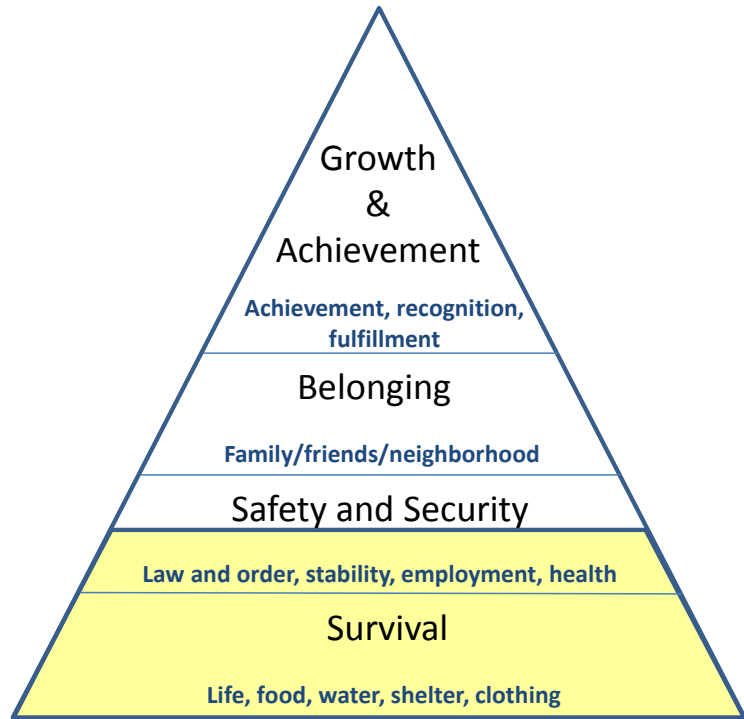 Growth
&
Achievement
Achievement, recognition,
fulfillment
Belonging
Family/friends/neighborhood
Safety and Security
Law and order, stability, employment, health
Survival
Life, food, water, shelter, clothing